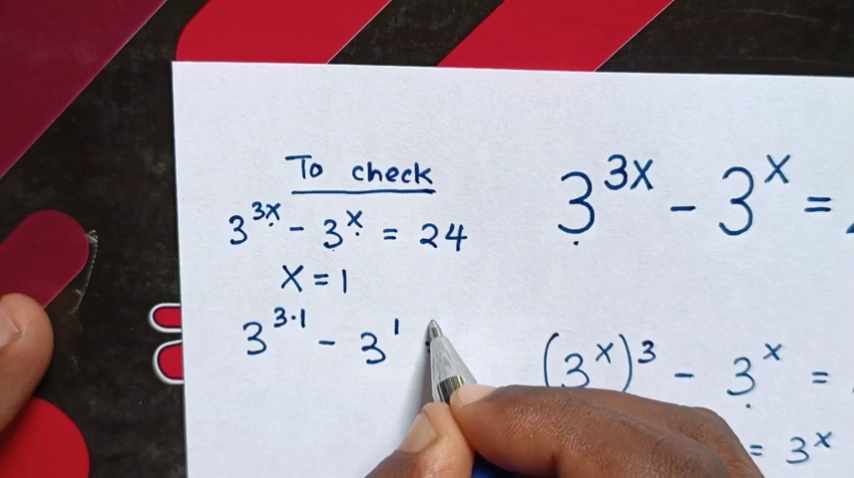 To check
3^{3x} - 3^x = 24
x = 1
3^{3·1} - 3^1
3^{3x} - 3^x =
(3^x)^3 - 3^x =
= 3^x